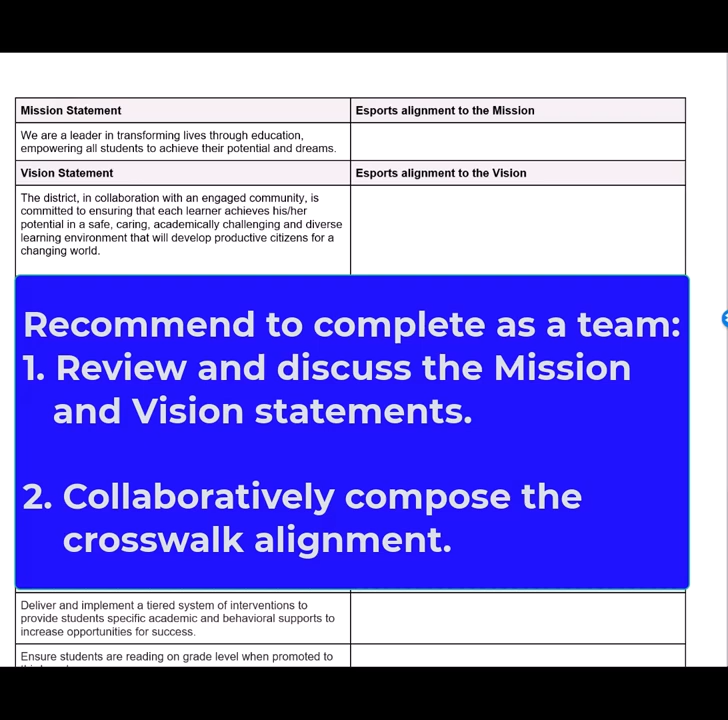 Mission Statement
Esports alignment to the Mission
We are a leader in transforming lives through education,
empowering all students to achieve their potential and dreams.
Vision Statement
Esports alignment to the Vision
The district, in collaboration with an engaged community, is
committed to ensuring that each learner achieves his/her
potential in a safe, caring, academically challenging and diverse
learning environment that will develop productive citizens for a
changing world.
Recommend to complete as a team:
1. Review and discuss the Mission
and Vision statements.
2. Collaboratively compose the
crosswalk alignment.
Deliver and implement a tiered system of interventions to
provide students specific academic and behavioral supports to
increase opportunities for success.
Ensure students are reading on grade level when promoted to